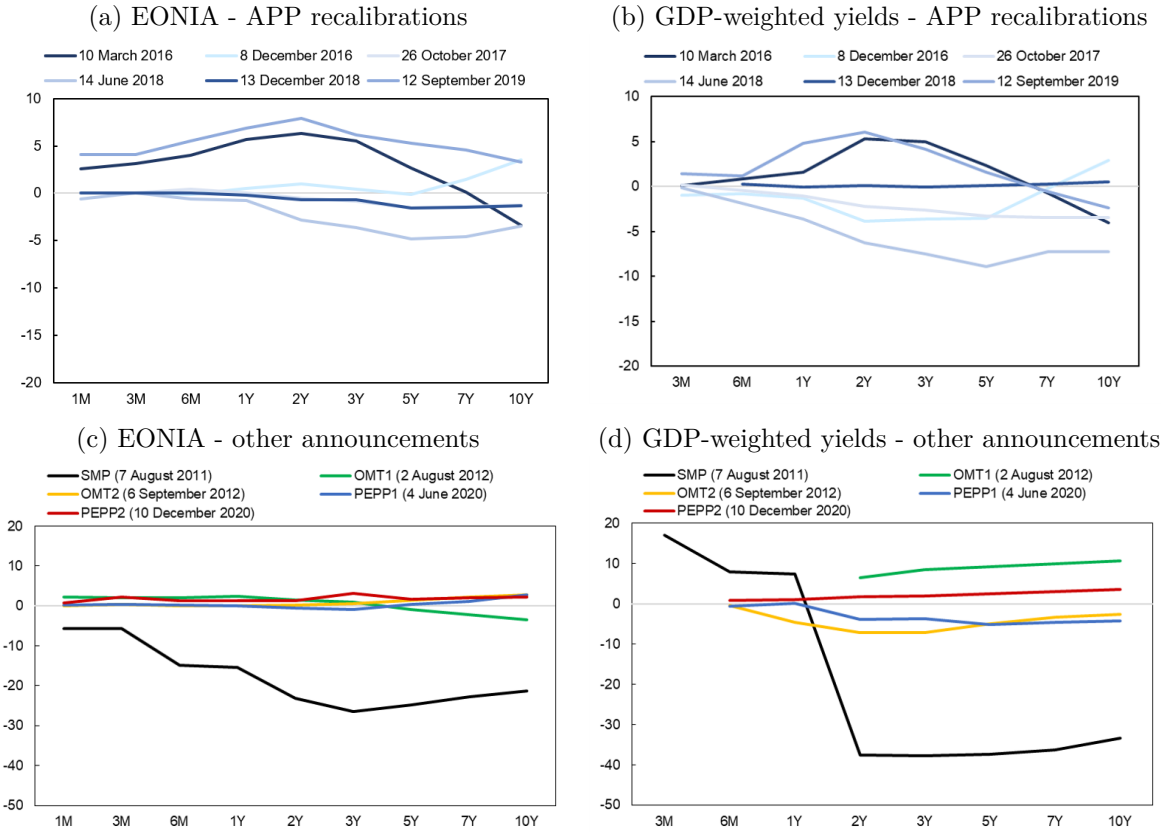 (a) EONIA - APP recalibrations
10 March 2016 8 December 2016 26 October 2017
14 June 2018 13 December 2018 12 September 2019
10
5
0
-5
-10
-15
-20
1M 3M 6M 1Y 2Y 3Y 5Y 7Y 10Y
(b) GDP-weighted yields - APP recalibrations
10 March 2016 8 December 2016 26 October 2017
14 June 2018 13 December 2018 12 September 2019
10
5
0
-5
-10
-15
-20
3M 6M 1Y 2Y 3Y 5Y 7Y 10Y
(c) EONIA - other announcements
SMP (7 August 2011) OMT1 (2 August 2012)
OMT2 (6 September 2012) PEPP1 (4 June 2020)
PEPP2 (10 December 2020)
20
10
0
-10
-20
-30
-40
-50
1M 3M 6M 1Y 2Y 3Y 5Y 7Y 10Y
(d) GDP-weighted yields - other announcements
SMP (7 August 2011) OMT1 (2 August 2012)
OMT2 (6 September 2012) PEPP1 (4 June 2020)
PEPP2 (10 December 2020)
20
10
0
-10
-20
-30
-40
-50
3M 6M 1Y 2Y 3Y 5Y 7Y 10Y